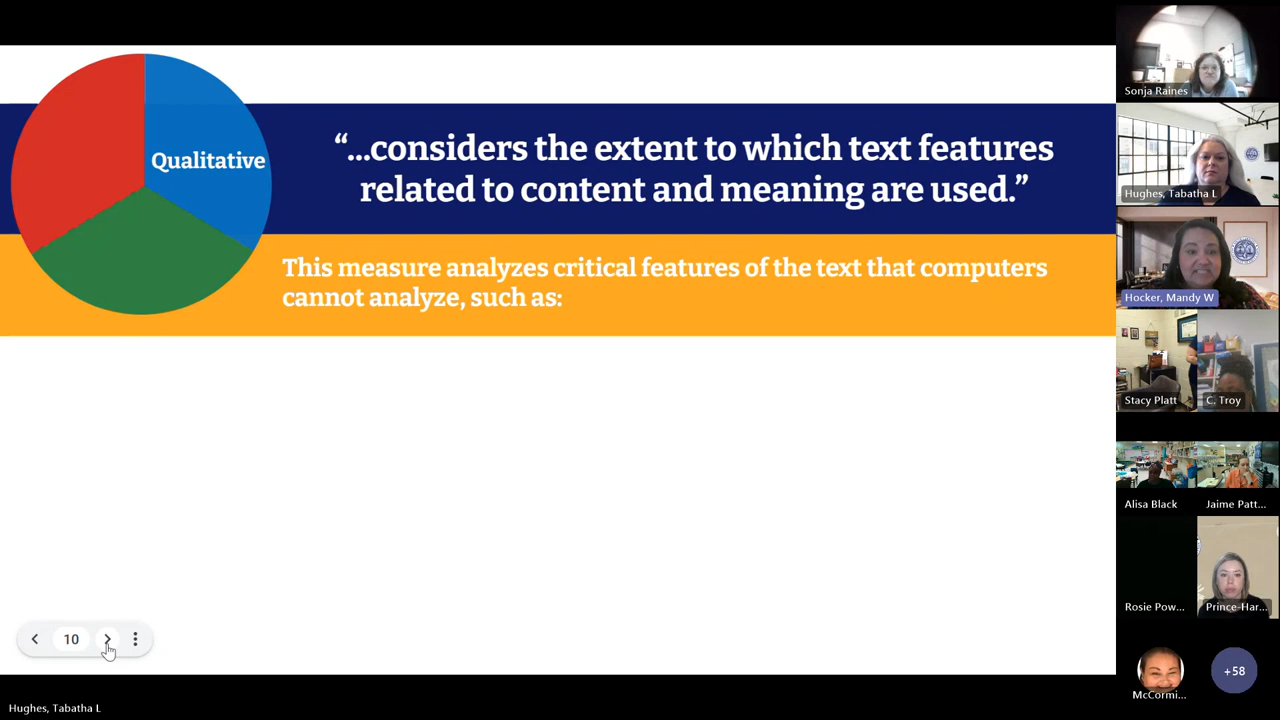 Qualitative
“...considers the extent to which text features
related to content and meaning are used.”
This measure analyzes critical features of the text that computers
cannot analyze, such as:
10
Hughes, Tabatha L
Sonja Raines
Hughes, Tabatha L
Hocker, Mandy W
Stacy Platt
C. Troy
Alisa Black
Jaime Patt...
Rosie Pow...
Prince-Har...
McCormi...
+58